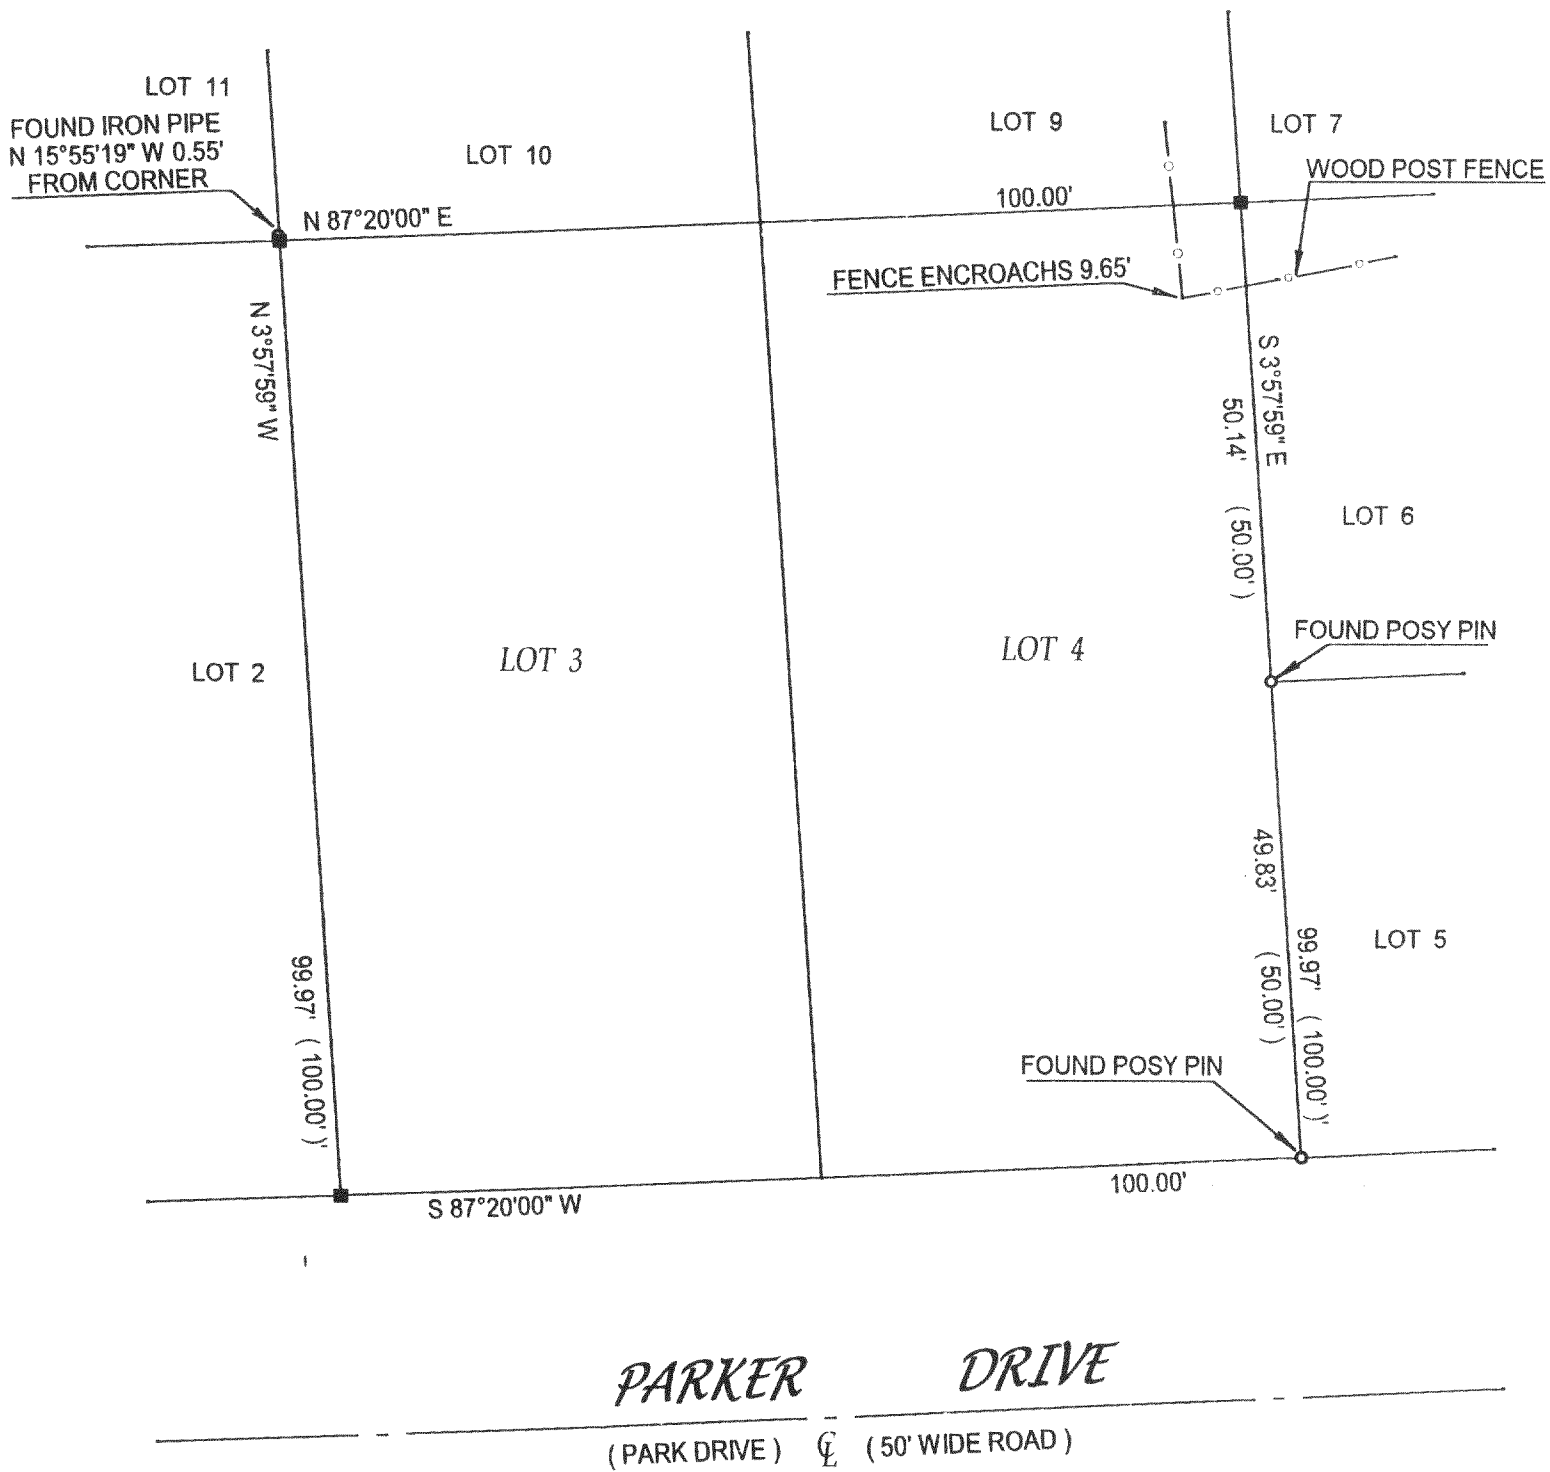 LOT 11
FOUND IRON PIPE
N 15°55'19" W 0.55'
FROM CORNER
LOT 10
LOT 9
LOT 7
WOOD POST FENCE
N 87°20'00" E
100.00'
FENCE ENCROACHS 9.65'
N 3°57'59" W
S 3°57'59" E
50.14' ( 50.00' )
LOT 6
FOUND POSY PIN
LOT 2
LOT 3
LOT 4
49.83' ( 50.00' )
99.97' ( 100.00' )'
LOT 5
99.97' ( 100.00' )'
FOUND POSY PIN
S 87°20'00" W
100.00'
PARKER DRIVE
( PARK DRIVE ) ℄ ( 50' WIDE ROAD )